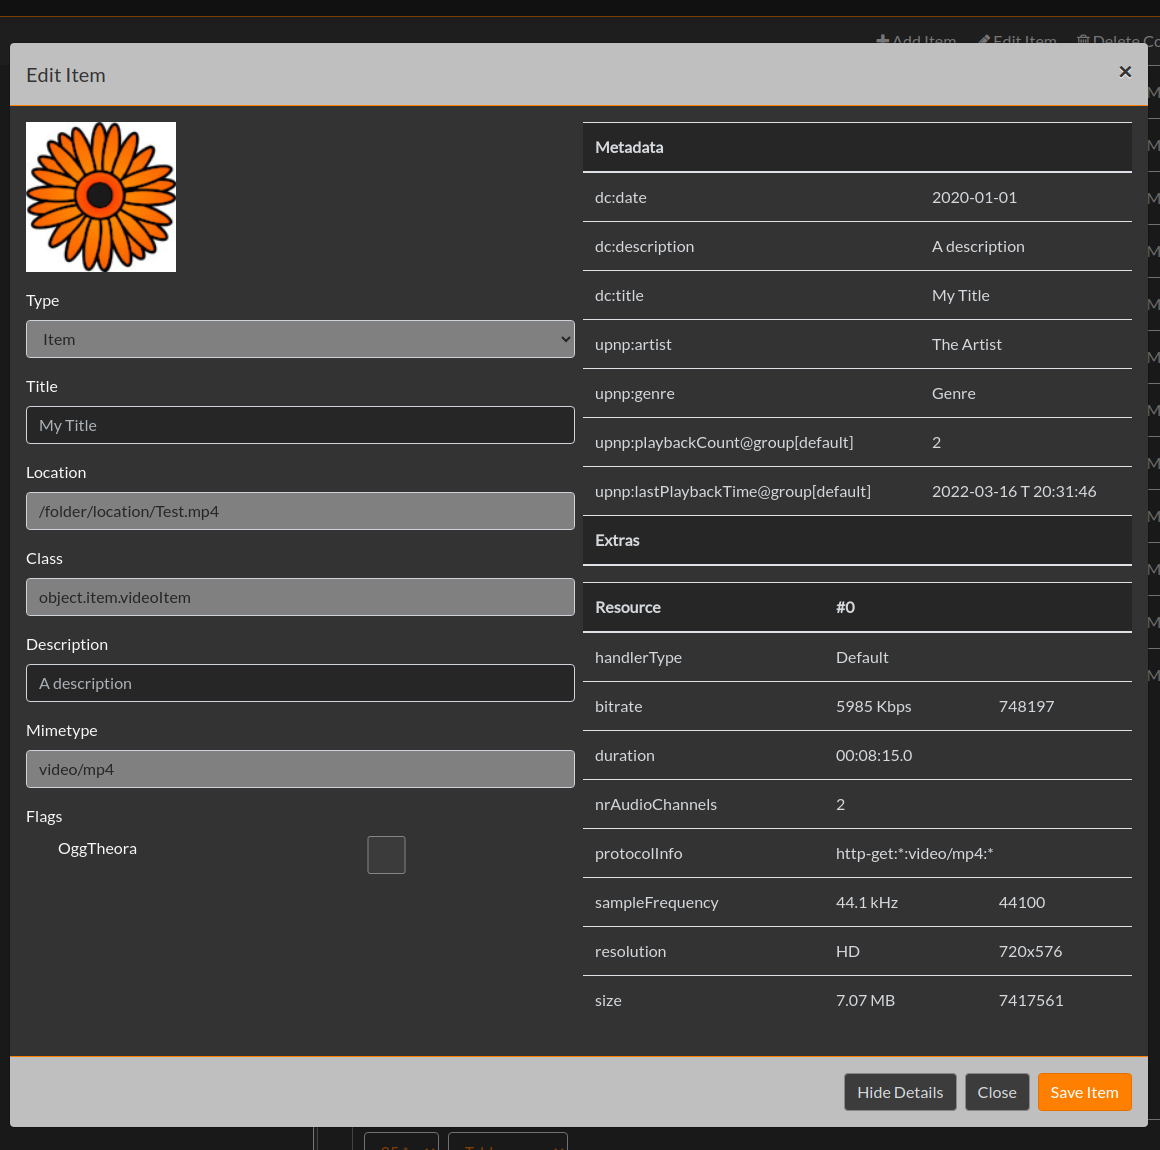 Add Item Edit Item Delete Co
Edit Item ×
Type
Item
Title
My Title
Location
/folder/location/Test.mp4
Class
object.item.videoItem
Description
A description
Mimetype
video/mp4
Flags
OggTheora
Metadata
dc:date 2020-01-01
dc:description A description
dc:title My Title
upnp:artist The Artist
upnp:genre Genre
upnp:playbackCount@group[default] 2
upnp:lastPlaybackTime@group[default] 2022-03-16 T 20:31:46
Extras
Resource #0
handlerType Default
bitrate 5985 Kbps 748197
duration 00:08:15.0
nrAudioChannels 2
protocolInfo http-get:*:video/mp4:*
sampleFrequency 44.1 kHz 44100
resolution HD 720x576
size 7.07 MB 7417561
Hide Details Close Save Item